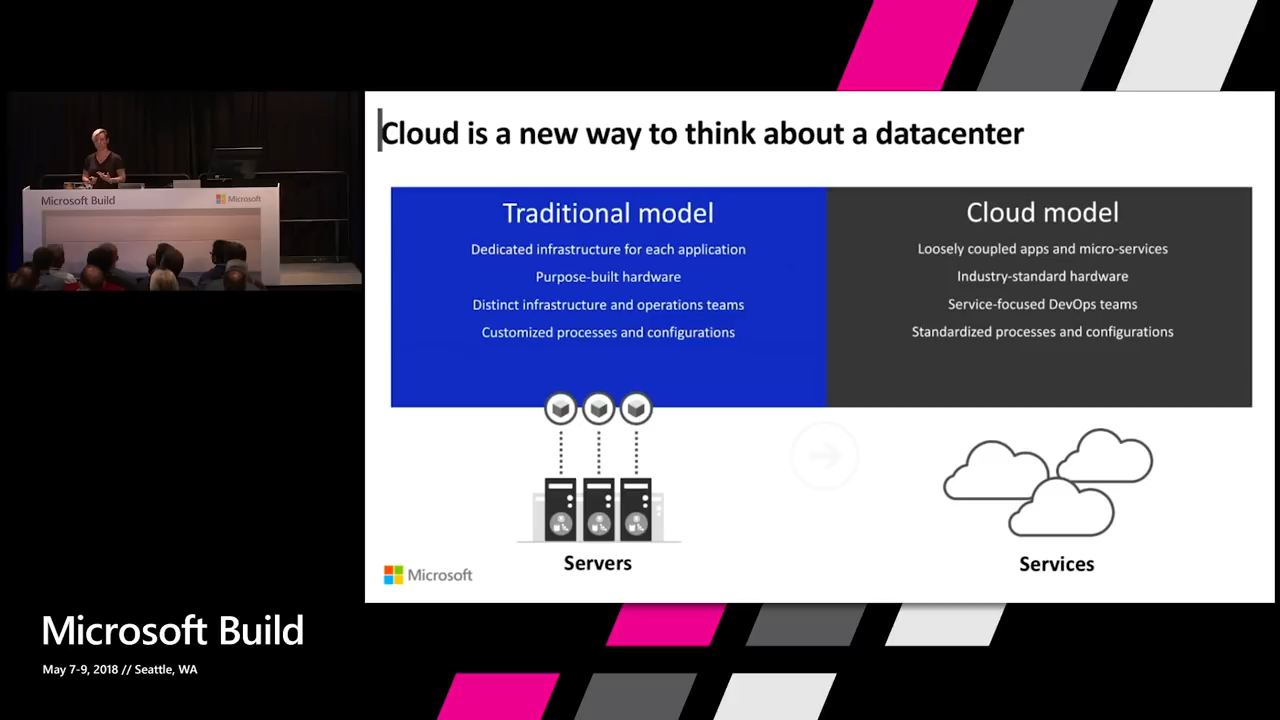 Cloud is a new way to think about a datacenter
Traditional model
Dedicated infrastructure for each application
Purpose-built hardware
Distinct infrastructure and operations teams
Customized processes and configurations
Cloud model
Loosely coupled apps and micro-services
Industry-standard hardware
Service-focused DevOps teams
Standardized processes and configurations
Servers
Services
Microsoft
Microsoft Build
Microsoft
Microsoft Build
May 7-9, 2018 // Seattle, WA